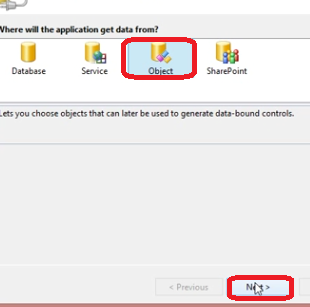 Where will the application get data from?
Database Service Object SharePoint
Lets you choose objects that can later be used to generate data-bound controls.
< Previous Next >